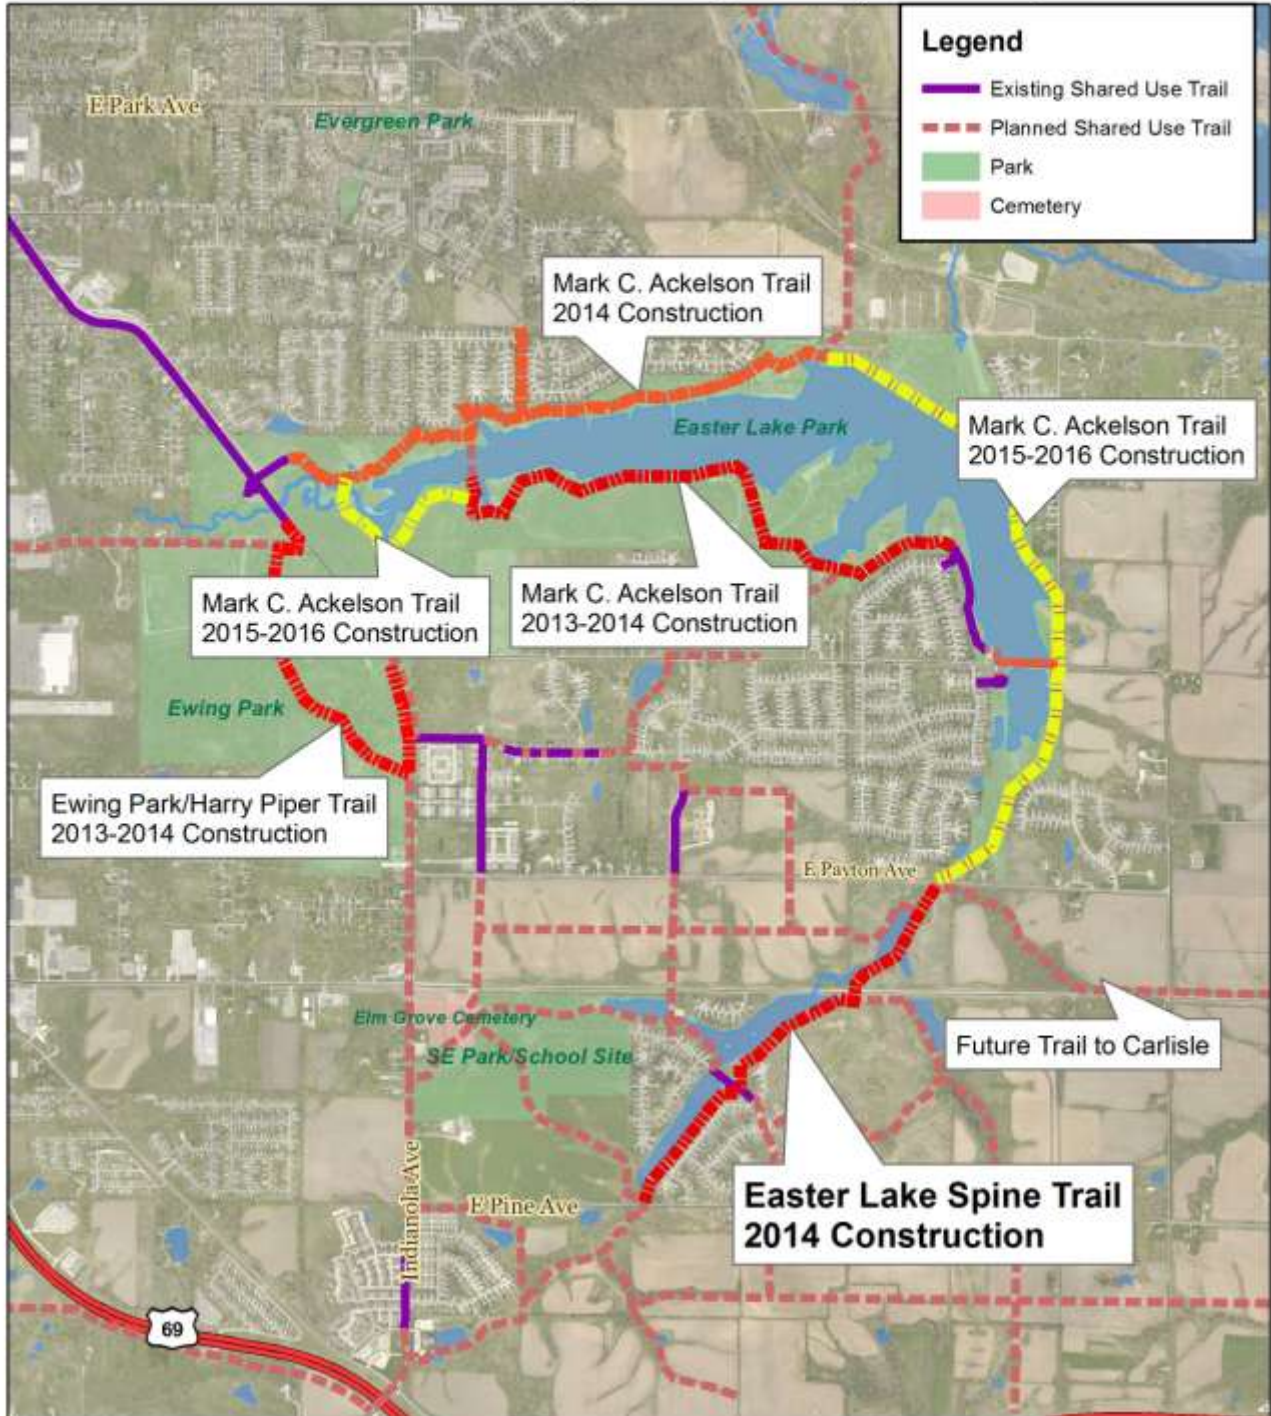 Legend
Existing Shared Use Trail
Planned Shared Use Trail
Park
Cemetery
E Park Ave
Evergreen Park
Mark C. Ackelson Trail
2014 Construction
Easter Lake Park
Mark C. Ackelson Trail
2015-2016 Construction
Mark C. Ackelson Trail
2015-2016 Construction
Mark C. Ackelson Trail
2013-2014 Construction
Ewing Park
Ewing Park/Harry Piper Trail
2013-2014 Construction
E Payton Ave
Elm Grove Cemetery
SE Park/School Site
Future Trail to Carlisle
Easter Lake Spine Trail
2014 Construction
Indianola Ave
E Pine Ave
69